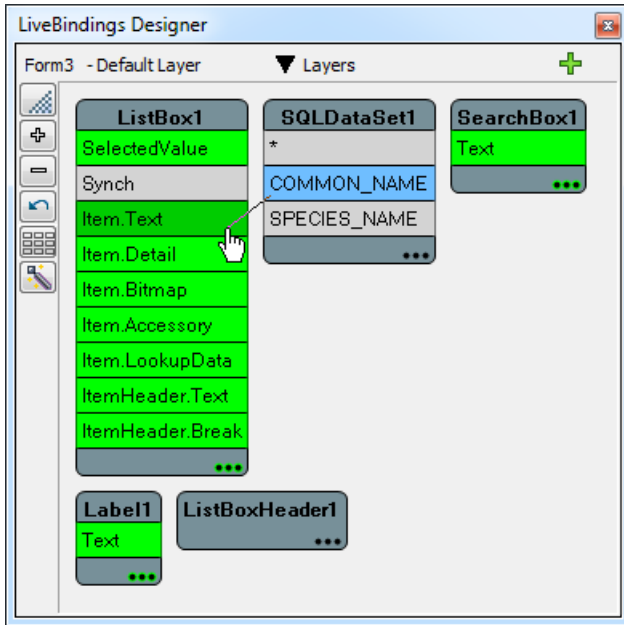 LiveBindings Designer
Form3 - Default Layer Layers
ListBox1
SelectedValue
Synch
Item.Text
Item.Detail
Item.Bitmap
Item.Accessory
Item.LookupData
ItemHeader.Text
ItemHeader.Break
SQLDataSet1
*
COMMON_NAME
SPECIES_NAME
SearchBox1
Text
Label1
Text
ListBoxHeader1